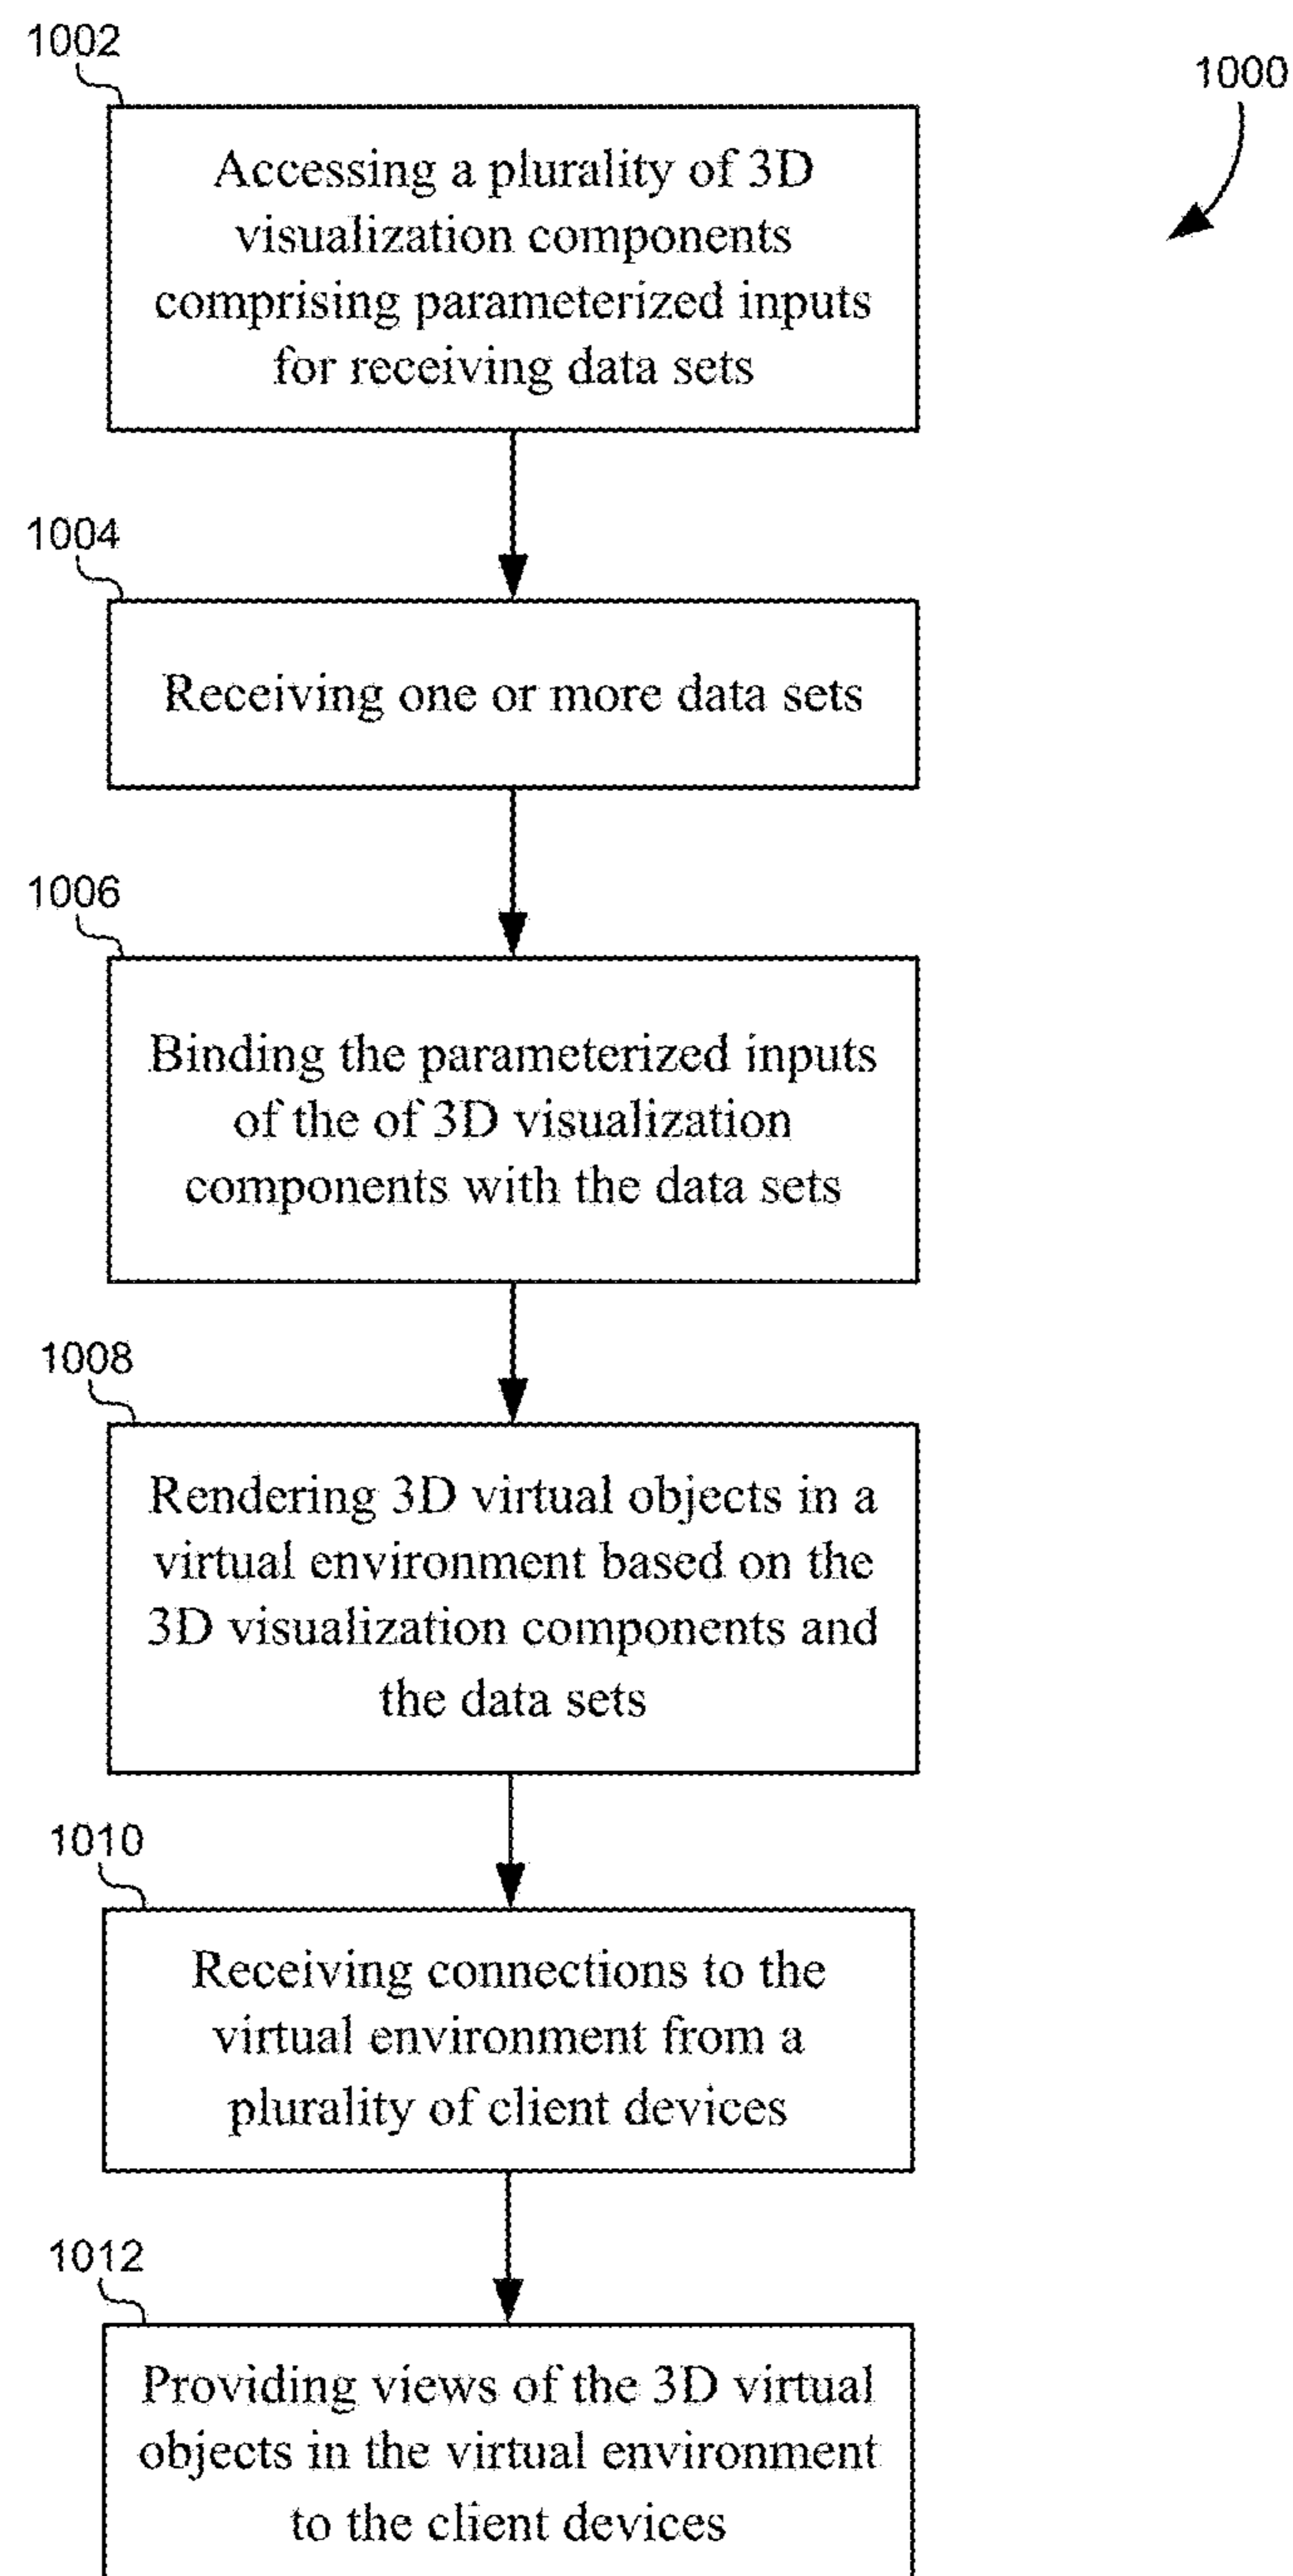 1002
1000
Accessing a plurality of 3D
visualization components
comprising parameterized inputs
for receiving data sets
1004
Receiving one or more data sets
1006
Binding the parameterized inputs
of the of 3D visualization
components with the data sets
1008
Rendering 3D virtual objects in a
virtual environment based on the
3D visualization components and
the data sets
1010
Receiving connections to the
virtual environment from a
plurality of client devices
1012
Providing views of the 3D virtual
objects in the virtual environment
to the client devices